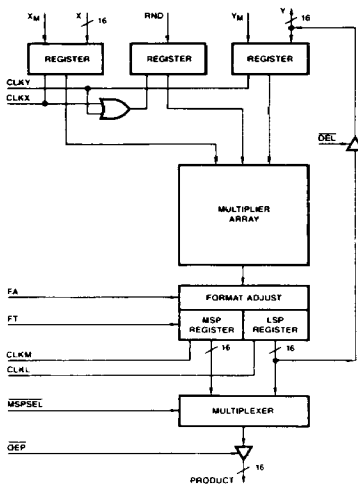 XM X 16 RND YM Y 16
REGISTER REGISTER REGISTER
CLKY
CLKX
OEL
MULTIPLIER
ARRAY
FA
FORMAT ADJUST
FT
MSP
REGISTER
LSP
REGISTER
CLKM 16 16
CLKL
MSPSEL
MULTIPLEXER
OEP
16
PRODUCT